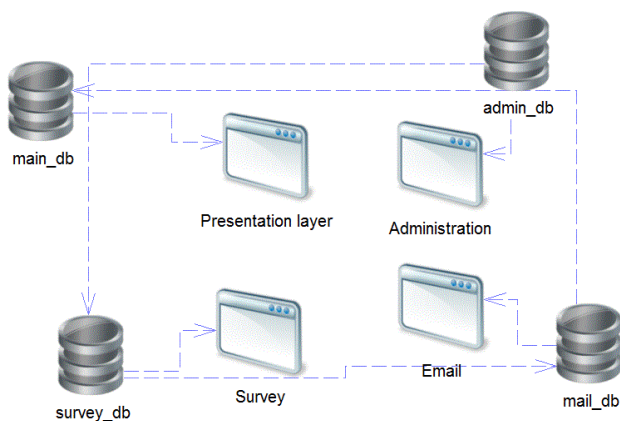 admin_db
main_db
Presentation layer
Administration
survey_db
Survey
Email
mail_db